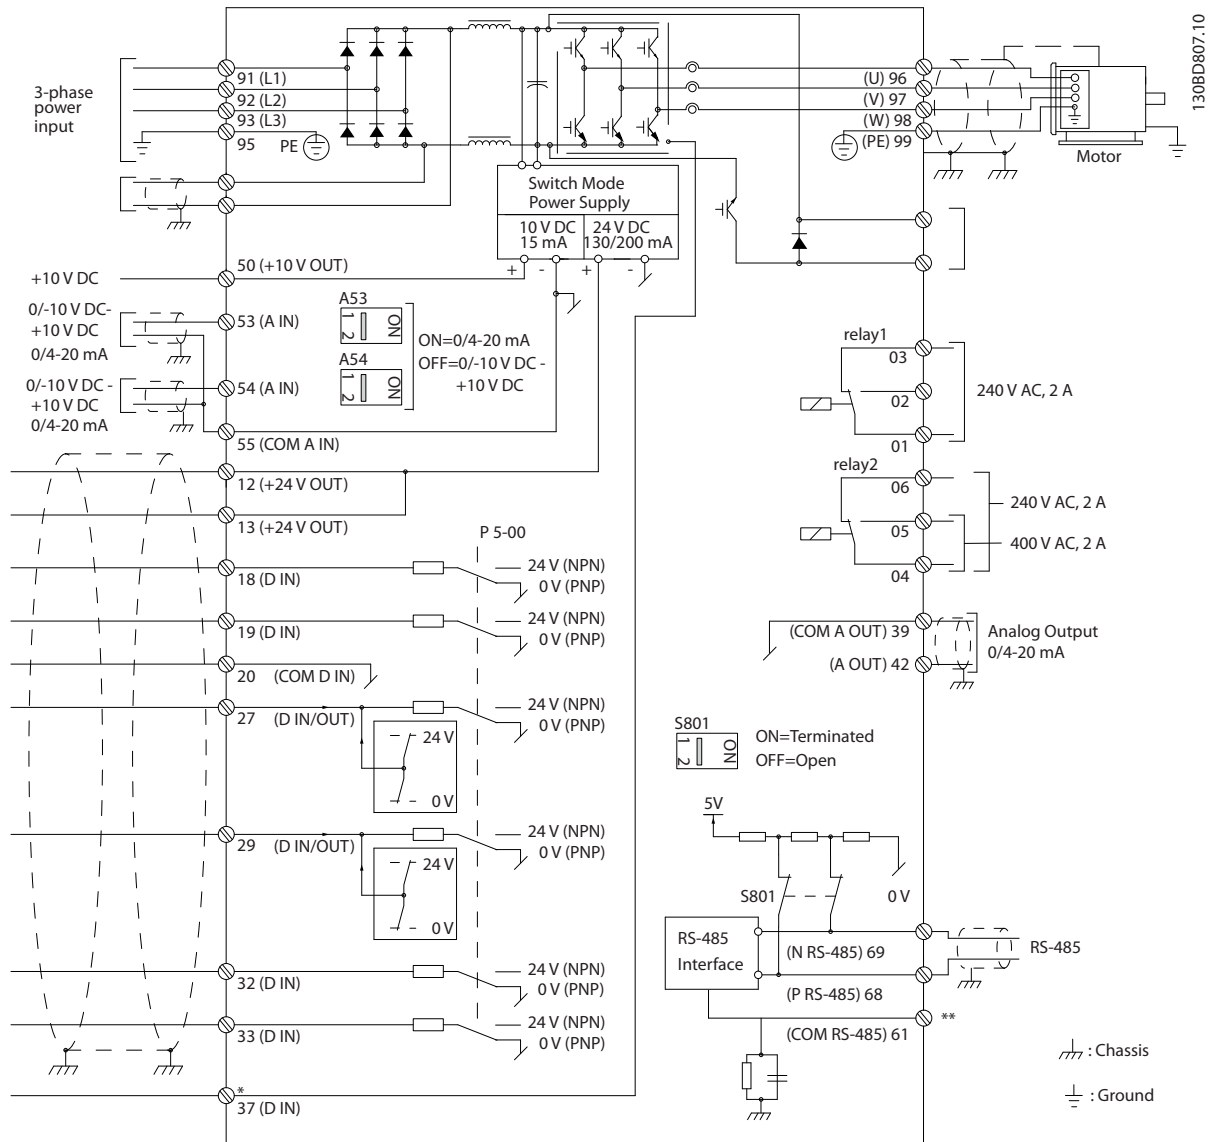 130BD807.10
3-phase
power
input
91 (L1)
92 (L2)
93 (L3)
95
PE
(U) 96
(V) 97
(W) 98
(PE) 99
Motor
Switch Mode
Power Supply
10 V DC
15 mA
24 V DC
130/200 mA
+ - + -
+10 V DC
50 (+10 V OUT)
0/-10 V DC-
+10 V DC
0/4-20 mA
53 (A IN)
A53
1 2 ON
A54
1 2 ON
ON=0/4-20 mA
OFF=0/-10 V DC -
+10 V DC
0/-10 V DC -
+10 V DC
0/4-20 mA
54 (A IN)
55 (COM A IN)
12 (+24 V OUT)
13 (+24 V OUT)
relay1
03
02
01
240 V AC, 2 A
relay2
06
05
04
240 V AC, 2 A
400 V AC, 2 A
P 5-00
18 (D IN)
24 V (NPN)
0 V (PNP)
19 (D IN)
24 V (NPN)
0 V (PNP)
20 (COM D IN)
27 (D IN/OUT)
24 V (NPN)
0 V (PNP)
24 V
0 V
29 (D IN/OUT)
24 V (NPN)
0 V (PNP)
24 V
0 V
32 (D IN)
24 V (NPN)
0 V (PNP)
33 (D IN)
24 V (NPN)
0 V (PNP)
*
37 (D IN)
(COM A OUT) 39
(A OUT) 42
Analog Output
0/4-20 mA
S801
1 2 ON
ON=Terminated
OFF=Open
5V
S801
0 V
RS-485
Interface
(N RS-485) 69
(P RS-485) 68
(COM RS-485) 61
RS-485
**
: Chassis
: Ground